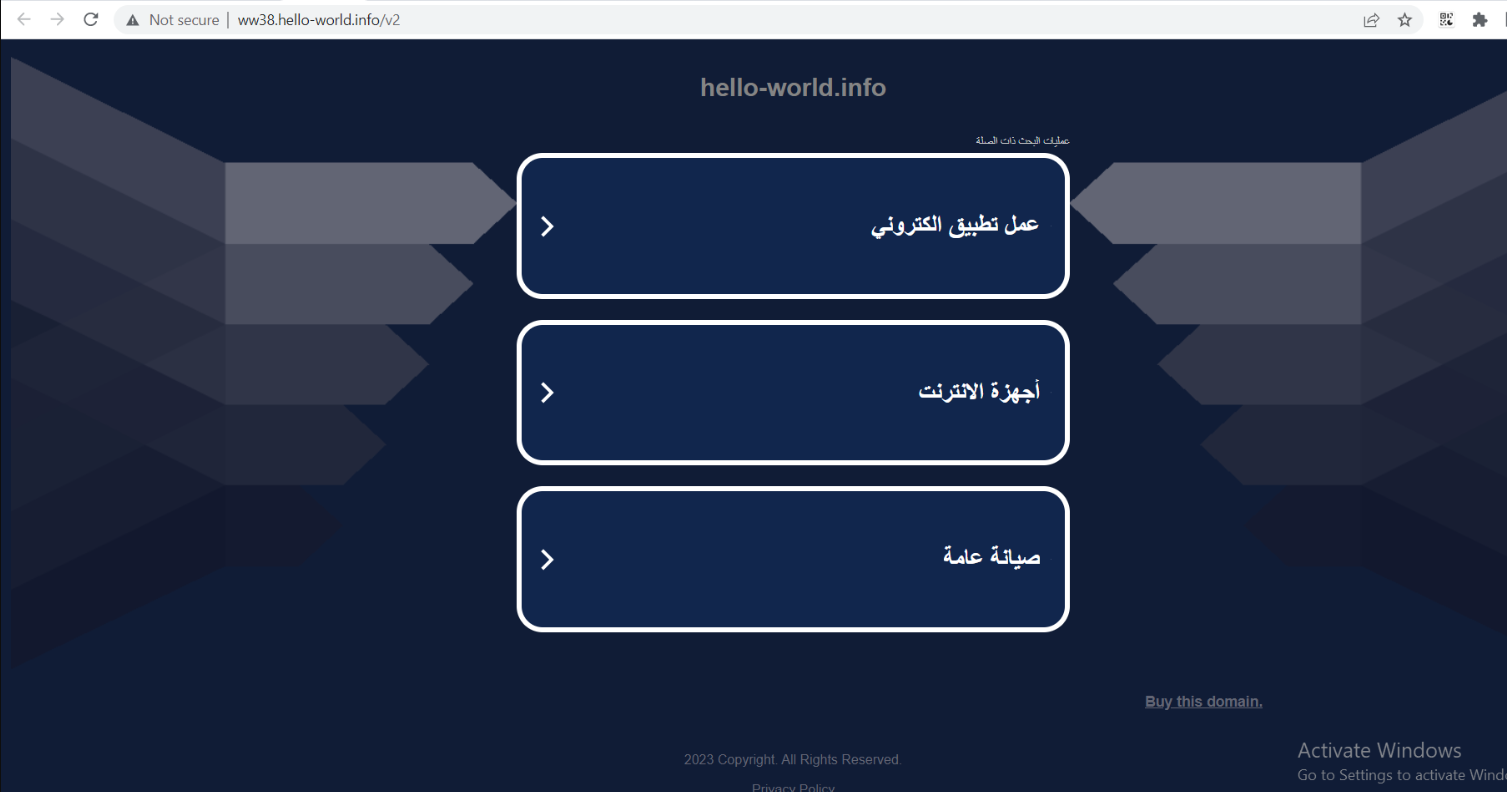 Not secure | ww38.hello-world.info/v2
hello-world.info
عمليات البحث ذات الصلة
عمل تطبيق الكتروني
أجهزة الانترنت
صيانة عامة
Buy this domain.
2023 Copyright. All Rights Reserved.
Activate Windows
Go to Settings to activate
Privacy Policy